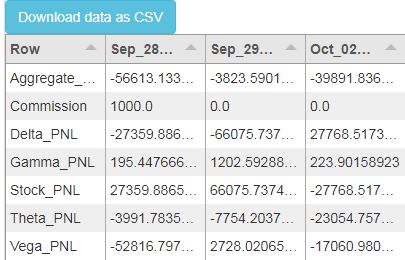 Download data as CSV
Row Sep_28... Sep_29... Oct_02...
Aggregate_... -56613.133... -3823.5901... -39891.836...
Commission 1000.0 0.0 0.0
Delta_PNL -27359.886... -66075.737... 27768.5173...
Gamma_PNL 195.447666... 1202.59288... 223.90158923
Stock_PNL 27359.8865... 66075.7374... -27768.517...
Theta_PNL -3991.7835... -7754.2037... -23054.757...
Vega_PNL -52816.797... 2728.02065... -17060.980...